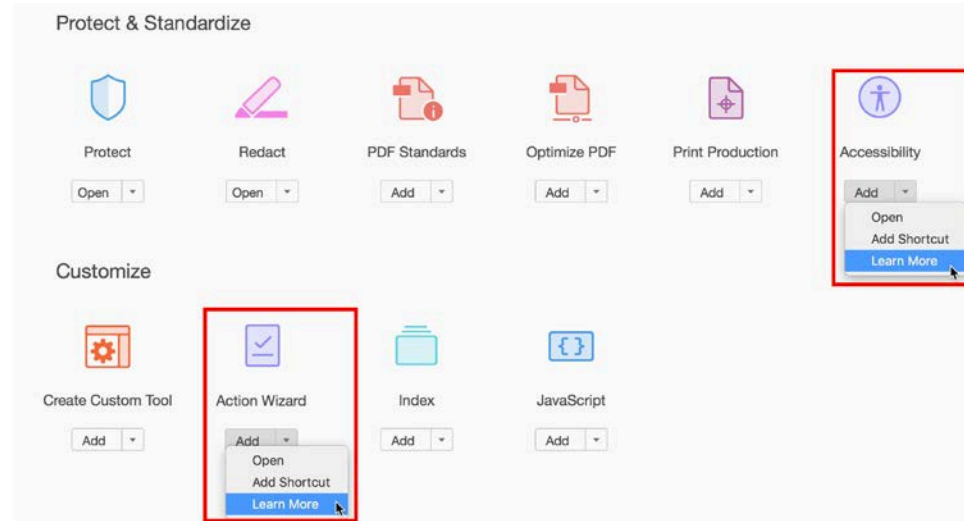 Protect & Standardize
Protect Redact PDF Standards Optimize PDF Print Production Accessibility
Open Open Add Add Add Add
Open
Add Shortcut
Learn More
Customize
Create Custom Tool Action Wizard Index JavaScript
Add Add Add Add
Open
Add Shortcut
Learn More